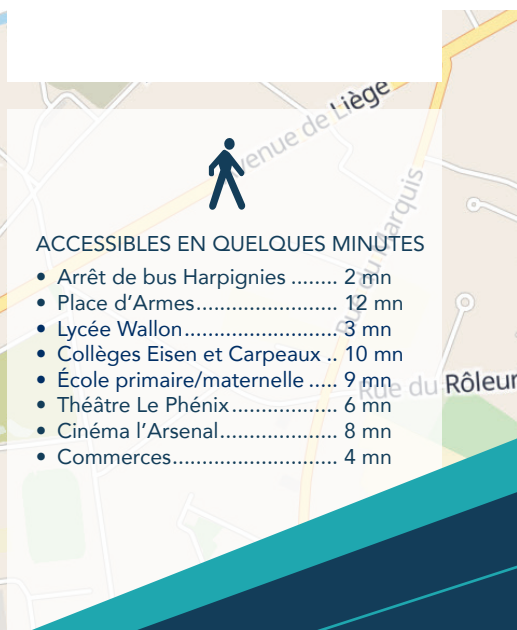 Avenue de Liège
Rue du Marquis
ACCESSIBLES EN QUELQUES MINUTES
• Arrêt de bus Harpignies ........ 2 mn
• Place d'Armes........................ 12 mn
• Lycée Wallon.......................... 3 mn
• Collèges Eisen et Carpeaux .. 10 mn
• École primaire/maternelle ..... 9 mn
Rue du Rôleur
• Théâtre Le Phénix.................. 6 mn
• Cinéma l'Arsenal.................... 8 mn
• Commerces............................ 4 mn